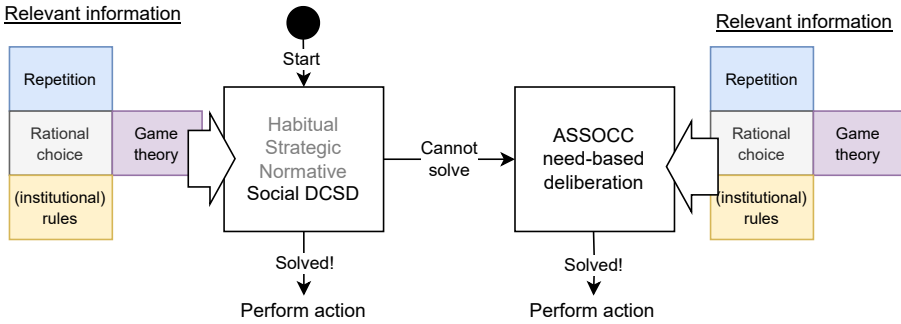 Relevant information
Repetition
Rational
choice
Game
theory
(institutional)
rules
Start
Habitual
Strategic
Normative
Social DCSD
Cannot
solve
Solved!
Perform action
ASSOCC
need-based
deliberation
Solved!
Perform action
Relevant information
Repetition
Rational
choice
Game
theory
(institutional)
rules